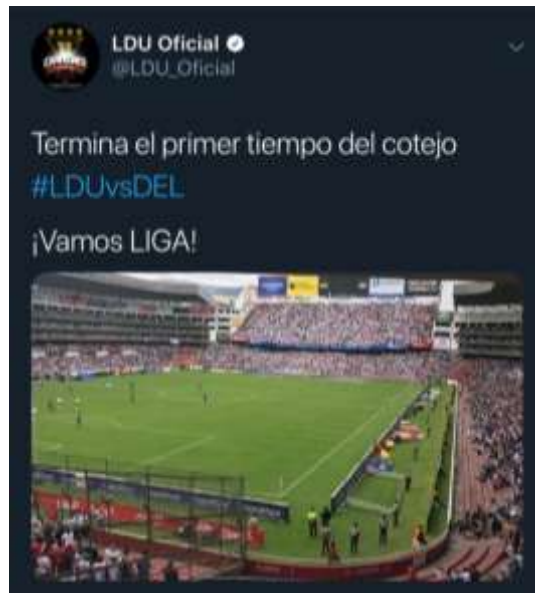 LDU Oficial
@LDU_Oficial
Termina el primer tiempo del cotejo
#LDUvsDEL
¡Vamos LIGA!